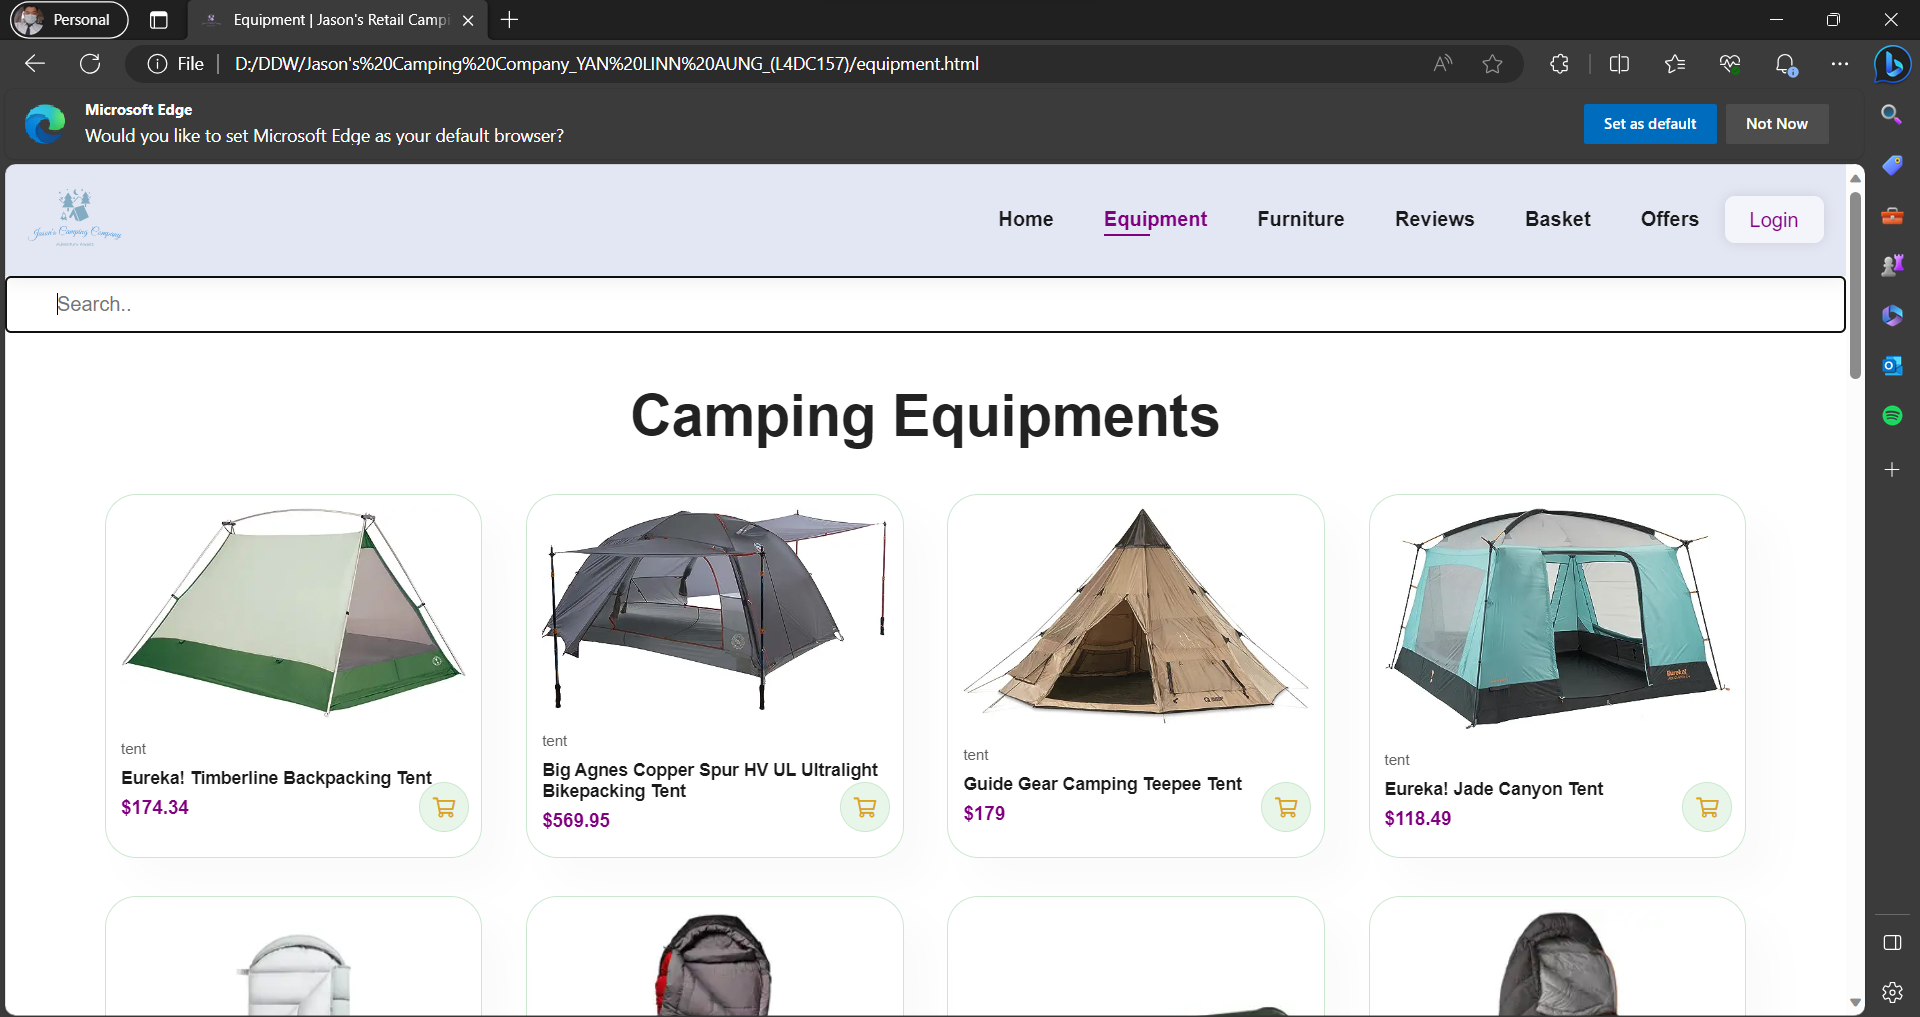 Personal
Equipment | Jason's Retail Campi
File
D:/DDW/Jason's%20Camping%20Company_YAN%20LINN%20AUNG_(L4DC157)/equipment.html
Microsoft Edge
Would you like to set Microsoft Edge as your default browser?
Set as default
Not Now
Jason's Camping Company
Home
Equipment
Furniture
Reviews
Basket
Offers
Login
Search..
Camping Equipments
tent
Eureka! Timberline Backpacking Tent
$174.34
tent
Big Agnes Copper Spur HV UL Ultralight
Bikepacking Tent
$569.95
tent
Guide Gear Camping Teepee Tent
$179
tent
Eureka! Jade Canyon Tent
$118.49
Eureka!